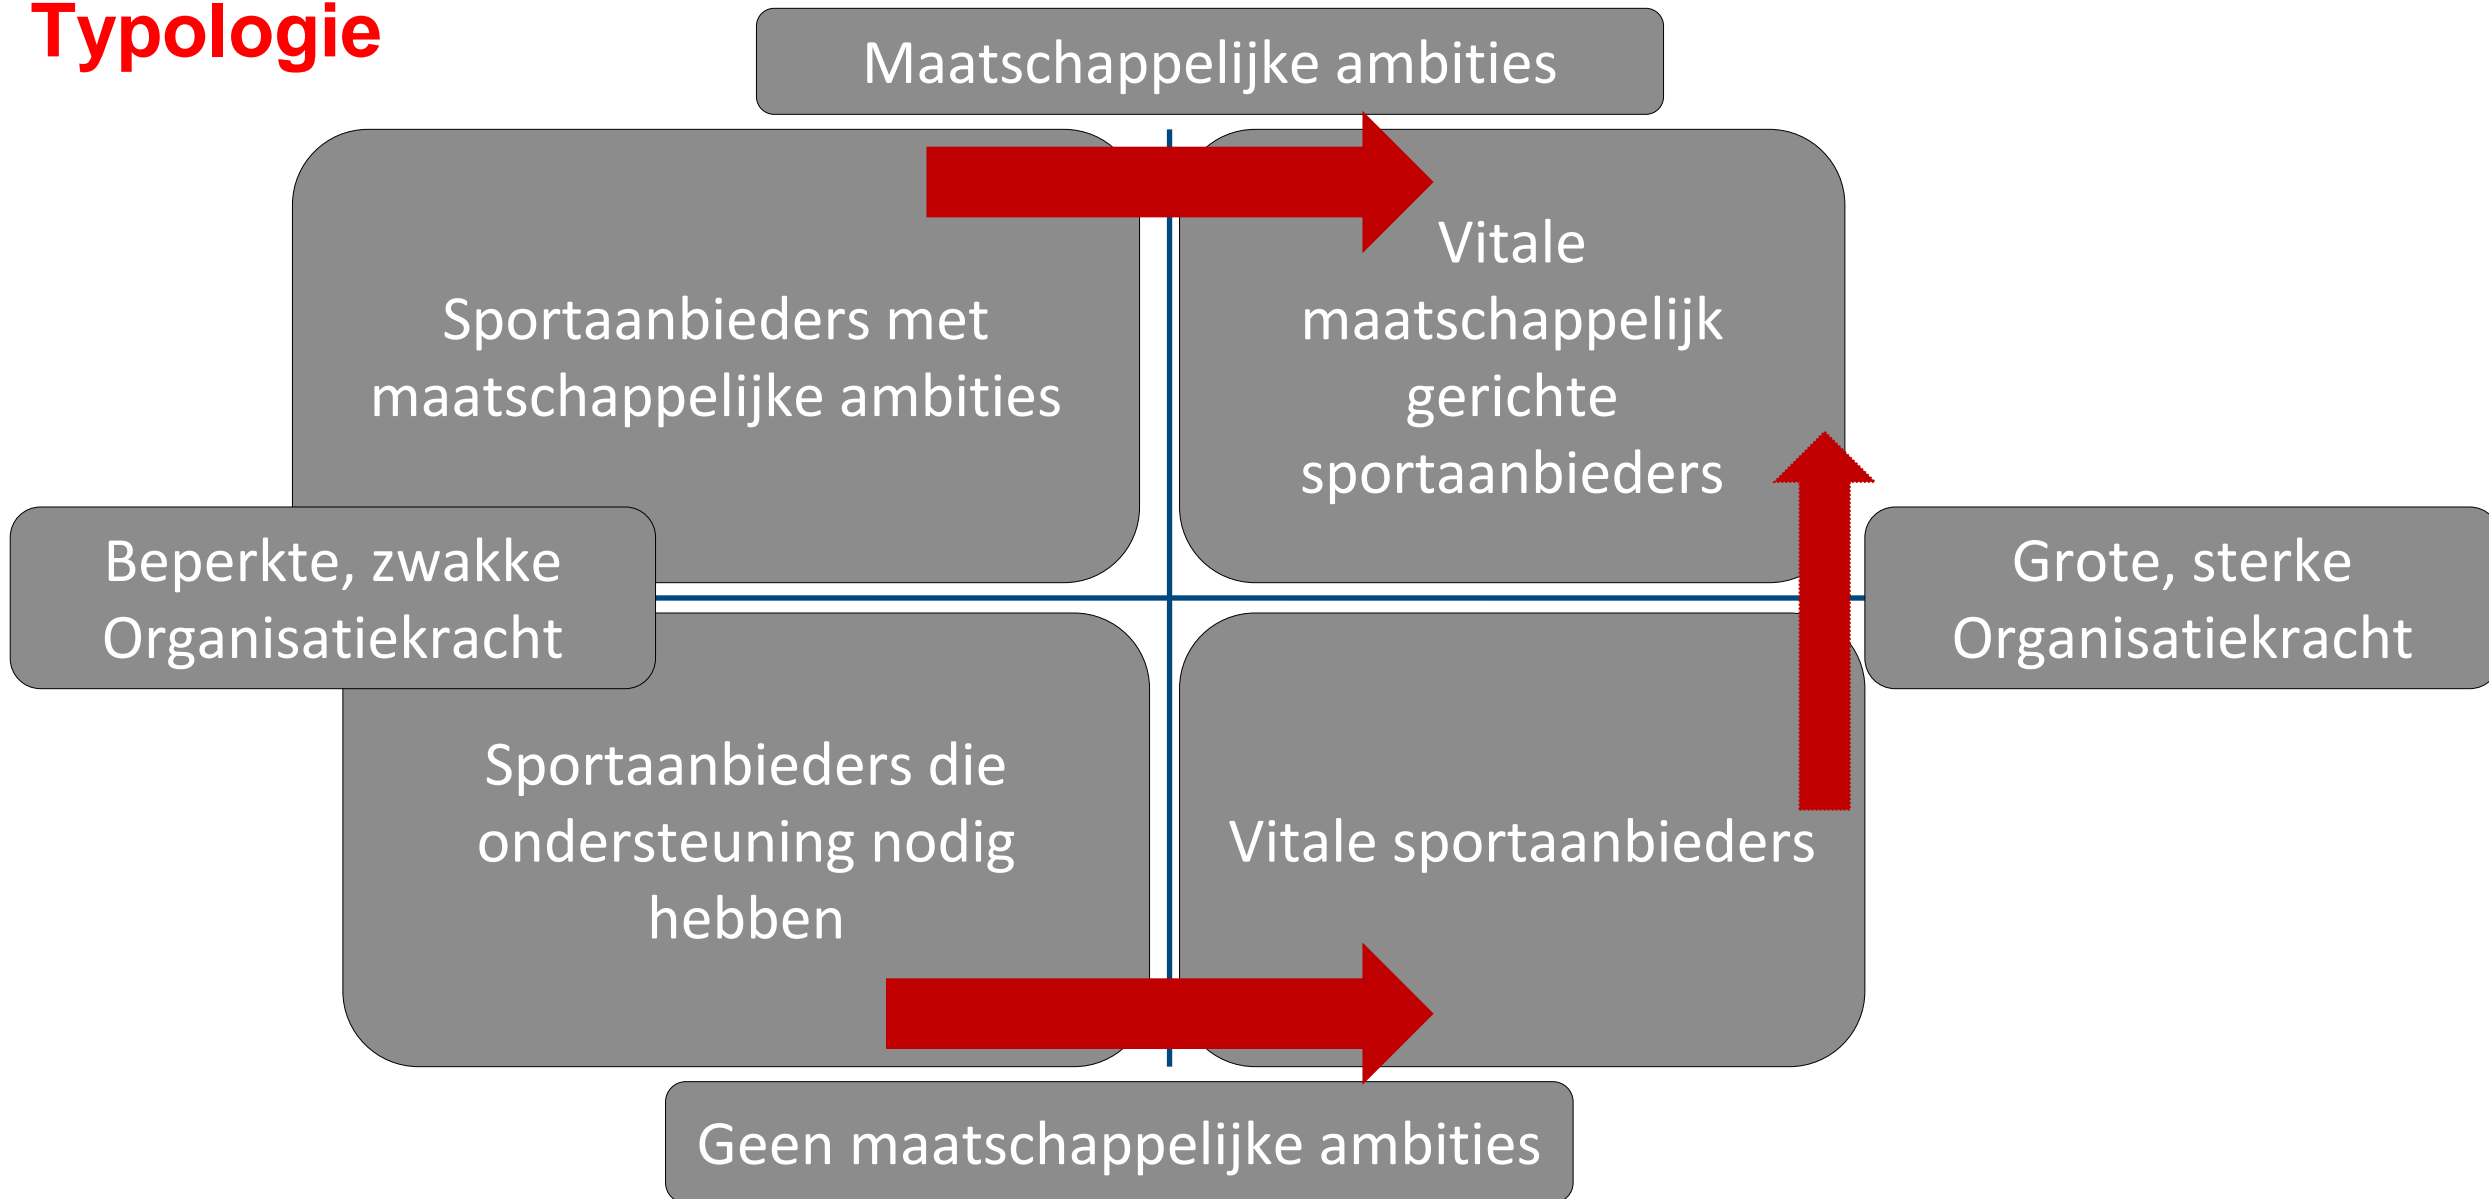 Typologie
Maatschappelijke ambities
Sportaanbieders met
maatschappelijke ambities
Vitale
maatschappelijk
gerichte
sportaanbieders
Beperkte, zwakke
Organisatiekracht
Grote, sterke
Organisatiekracht
Sportaanbieders die
ondersteuning nodig
hebben
Vitale sportaanbieders
Geen maatschappelijke ambities